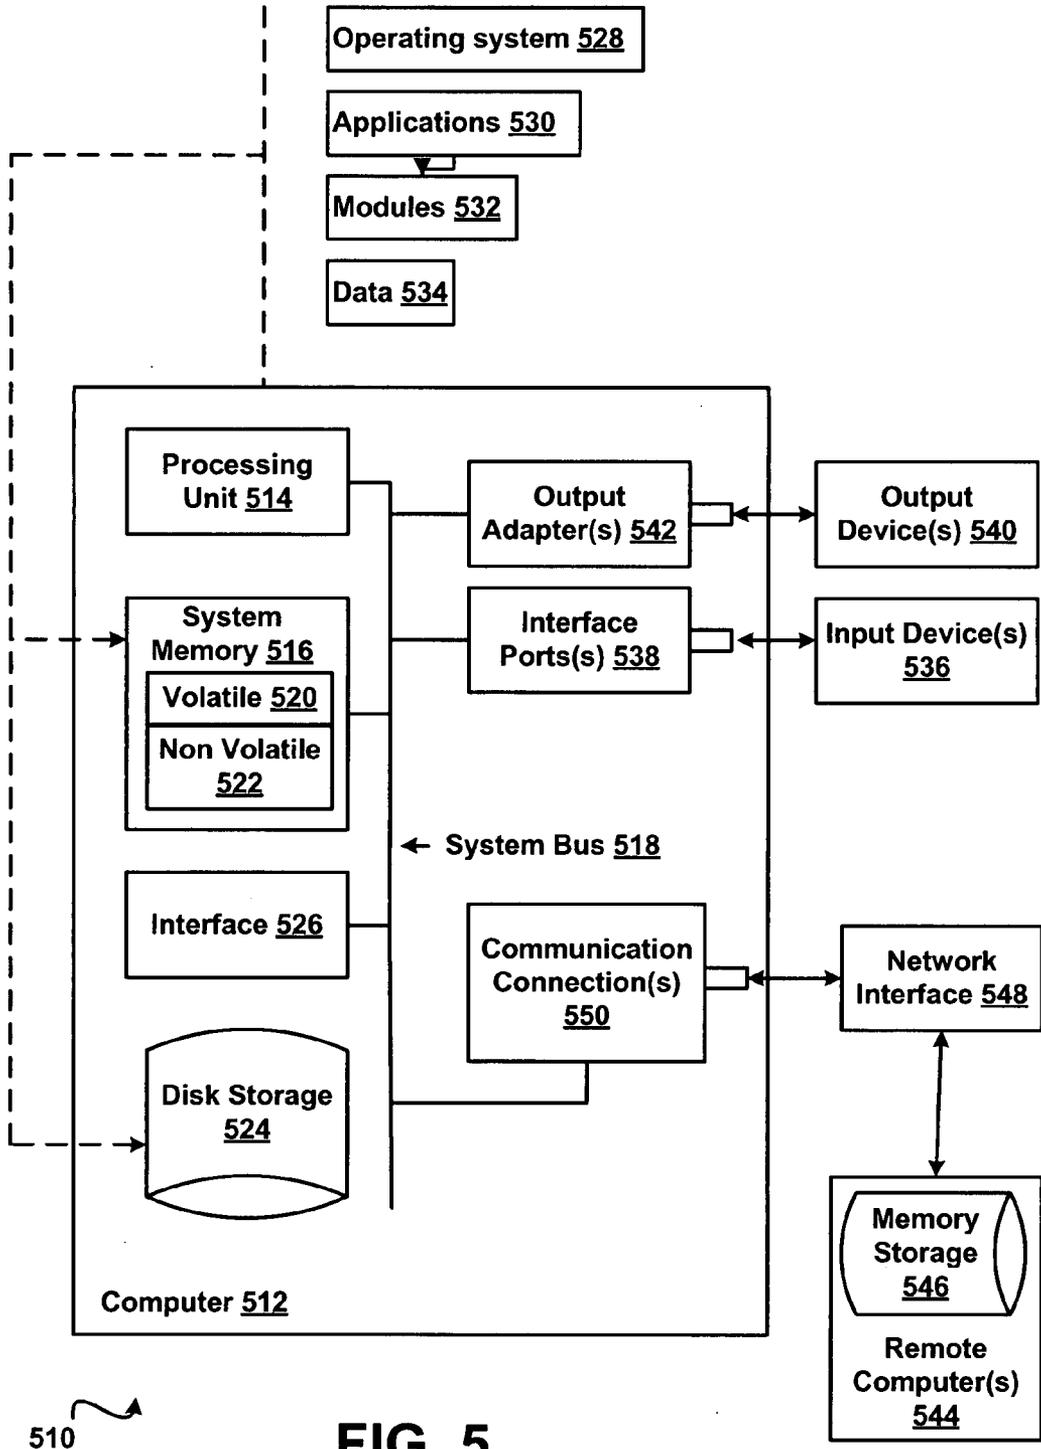 Operating system 528
Applications 530
Modules 532
Data 534
Processing
Unit 514
Output
Adapter(s) 542
Output
Device(s) 540
System
Memory 516
Volatile 520
Non Volatile
522
Interface
Ports(s) 538
Input Device(s)
536
System Bus 518
Interface 526
Communication
Connection(s)
550
Network
Interface 548
Disk Storage
524
Memory
Storage
546
Remote
Computer(s)
544
Computer 512
510
FIG. 5